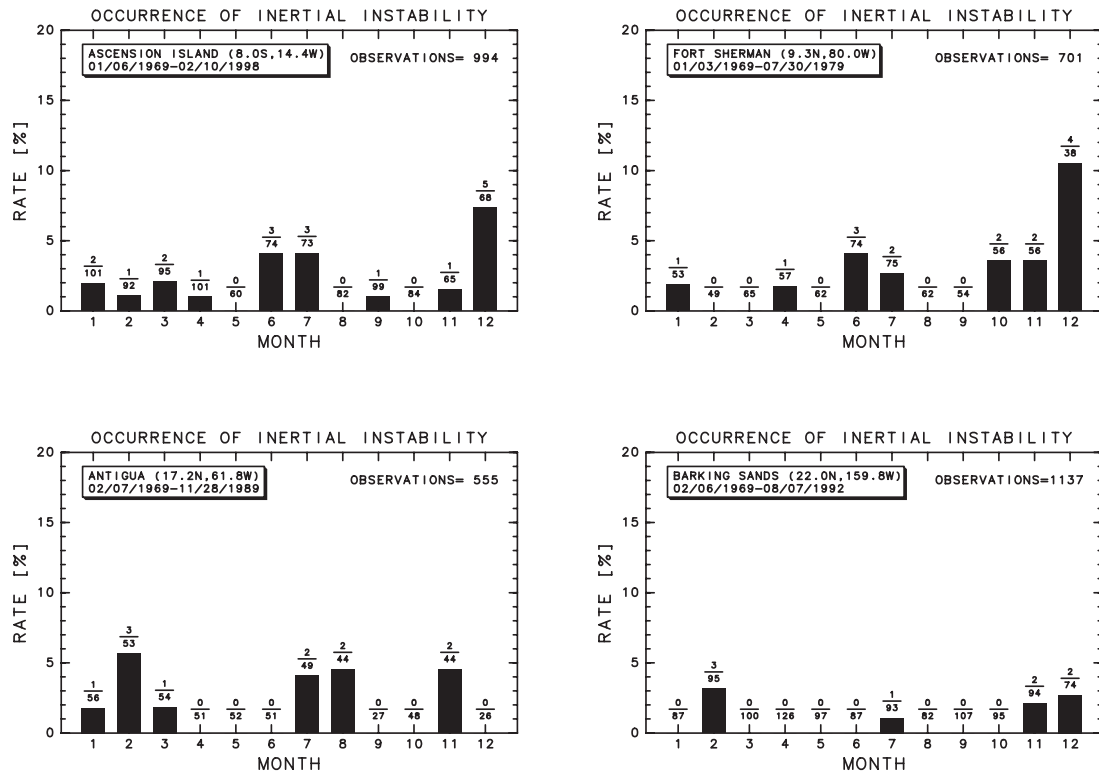 OCCURRENCE OF INERTIAL INSTABILITY
ASCENSION ISLAND (8.0S,14.4W)
01/06/1969-02/10/1998
OBSERVATIONS= 994
RATE [%]
20
15
10
5
0
2 1 2 1 0 3 3 0 1 0 1 5
101 92 95 101 60 74 73 82 99 84 65 68
1 2 3 4 5 6 7 8 9 10 11 12
MONTH
OCCURRENCE OF INERTIAL INSTABILITY
FORT SHERMAN (9.3N,80.0W)
01/03/1969-07/30/1979
OBSERVATIONS= 701
RATE [%]
20
15
10
5
0
1 0 0 1 0 3 2 0 0 2 2 4
53 49 65 57 62 74 75 62 54 56 56 38
1 2 3 4 5 6 7 8 9 10 11 12
MONTH
OCCURRENCE OF INERTIAL INSTABILITY
ANTIGUA (17.2N,61.8W)
02/07/1969-11/28/1989
OBSERVATIONS= 555
RATE [%]
20
15
10
5
0
1 3 1 0 0 0 2 2 0 0 2 0
56 53 54 51 52 51 49 44 27 48 44 26
1 2 3 4 5 6 7 8 9 10 11 12
MONTH
OCCURRENCE OF INERTIAL INSTABILITY
BARKING SANDS (22.0N,159.8W)
02/06/1969-08/07/1992
OBSERVATIONS=1137
RATE [%]
20
15
10
5
0
0 3 0 0 0 0 1 0 0 0 2 2
87 95 100 126 97 87 93 82 107 95 94 74
1 2 3 4 5 6 7 8 9 10 11 12
MONTH